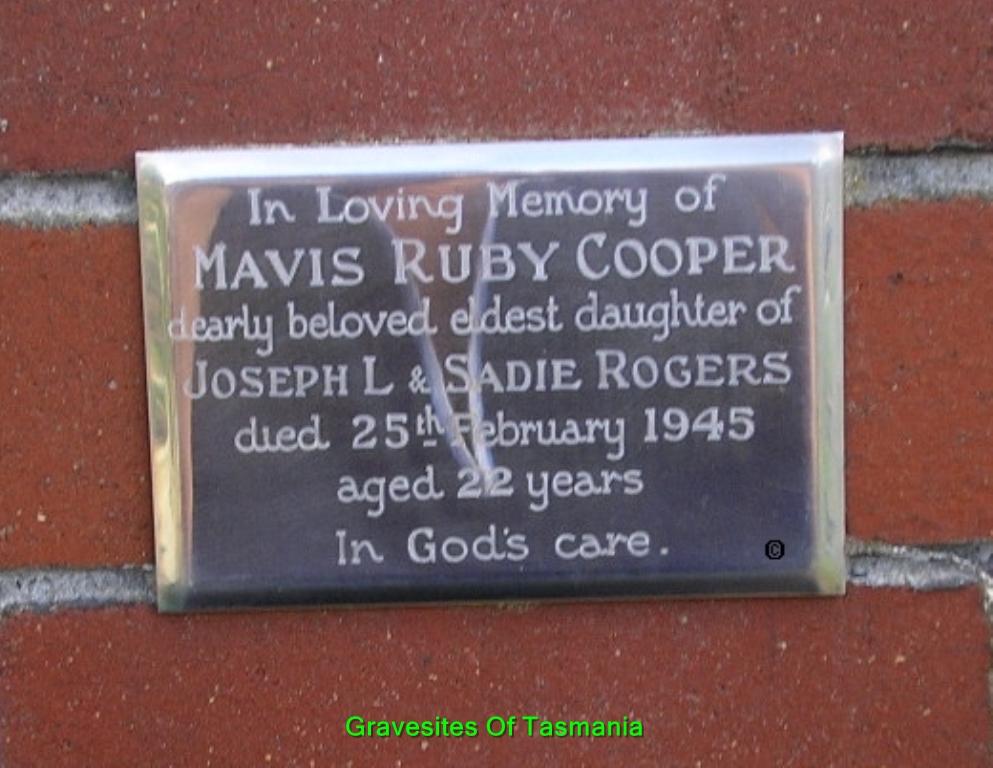 In Loving Memory of
MAVIS RUBY COOPER
dearly beloved eldest daughter of
JOSEPH L & SADIE ROGERS
died 25th February 1945
aged 22 years
In God's care.
©
Gravesites Of Tasmania